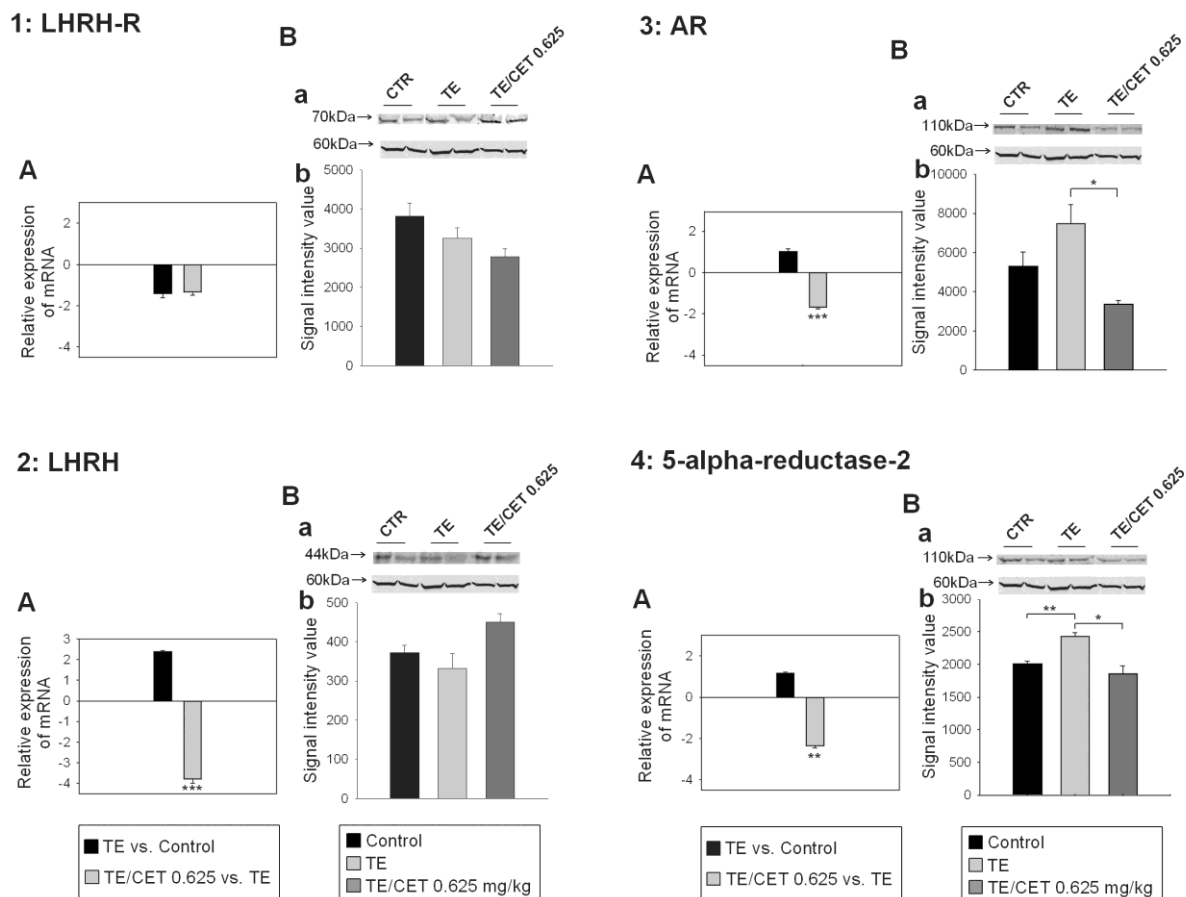 1: LHRH-R
B
a
CTR
TE
TE/CET 0.625
70kDa→
60kDa→
A
b
Relative expression
of mRNA
2
0
-2
-4
Signal intensity value
5000
4000
3000
2000
1000
0
3: AR
B
a
CTR
TE
TE/CET 0.625
110kDa→
60kDa→
A
b
Relative expression
of mRNA
2
0
-2
-4
***
Signal intensity value
10000
8000
6000
4000
2000
0
*
2: LHRH
B
a
CTR
TE
TE/CET 0.625
44kDa→
60kDa→
A
b
Relative expression
of mRNA
3
2
1
0
-1
-2
-3
-4
***
Signal intensity value
500
400
300
200
100
0
TE vs. Control
TE/CET 0.625 vs. TE
Control
TE
TE/CET 0.625 mg/kg
4: 5-alpha-reductase-2
B
a
CTR
TE
TE/CET 0.625
110kDa→
60kDa→
A
b
Relative expression
of mRNA
2
0
-2
-4
**
Signal intensity value
3000
2500
2000
1500
1000
500
0
**
*
TE vs. Control
TE/CET 0.625 vs. TE
Control
TE
TE/CET 0.625 mg/kg